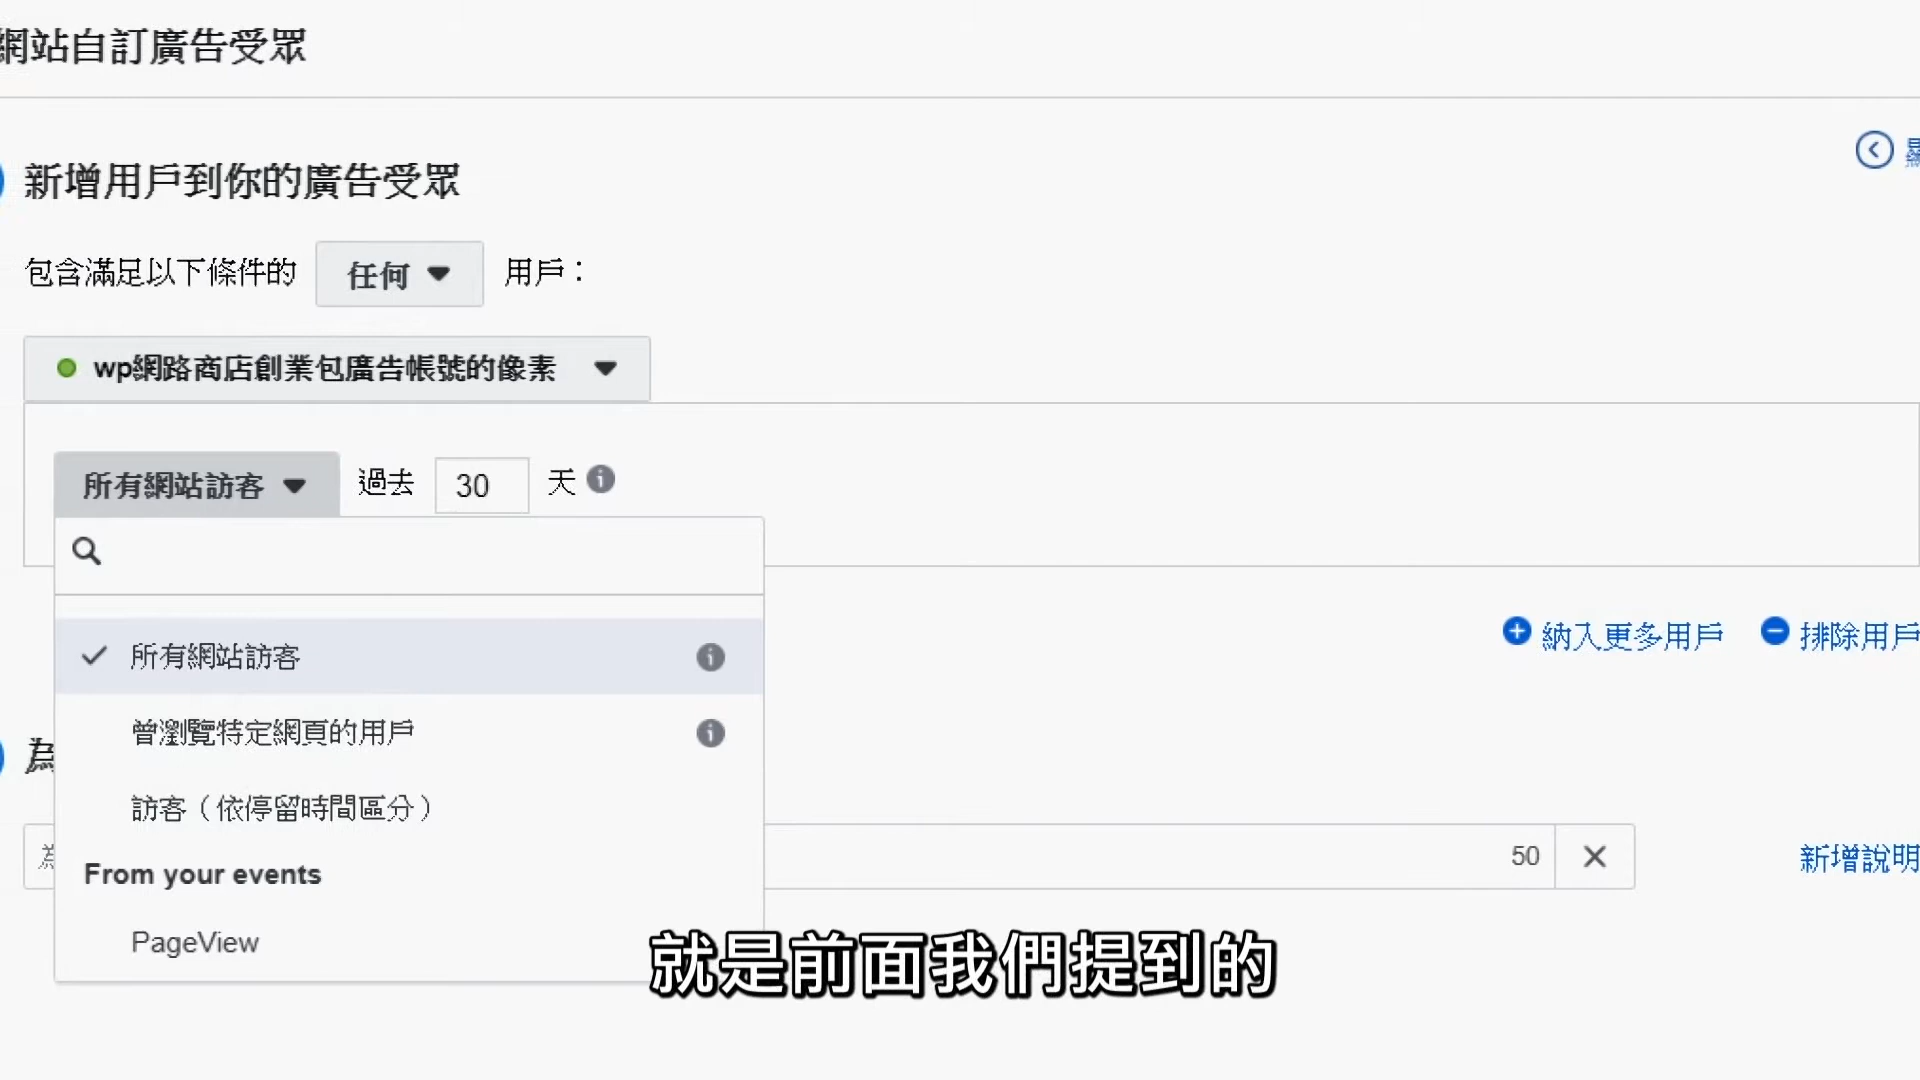 網站自訂廣告受眾
新增用戶到你的廣告受眾
包含滿足以下條件的 任何 用戶：
wp網路商店創業包廣告帳號的像素
所有網站訪客 過去 30 天
所有網站訪客
納入更多用戶 排除用戶
曾瀏覽特定網頁的用戶
為
訪客（依停留時間區分）
50
新增說明
From your events
PageView
就是前面我們提到的